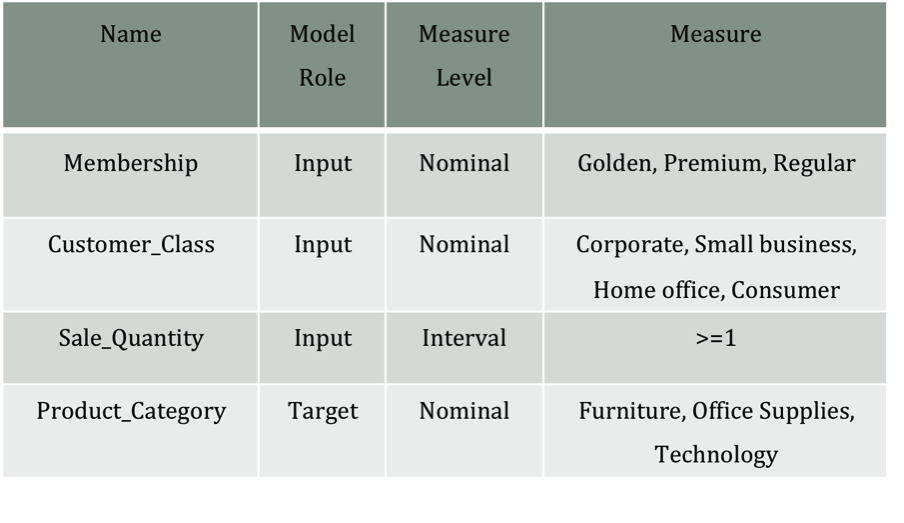 Name Model Role Measure Level Measure
Membership Input Nominal Golden, Premium, Regular
Customer_Class Input Nominal Corporate, Small business,
Home office, Consumer
Sale_Quantity Input Interval >=1
Product_Category Target Nominal Furniture, Office Supplies,
Technology